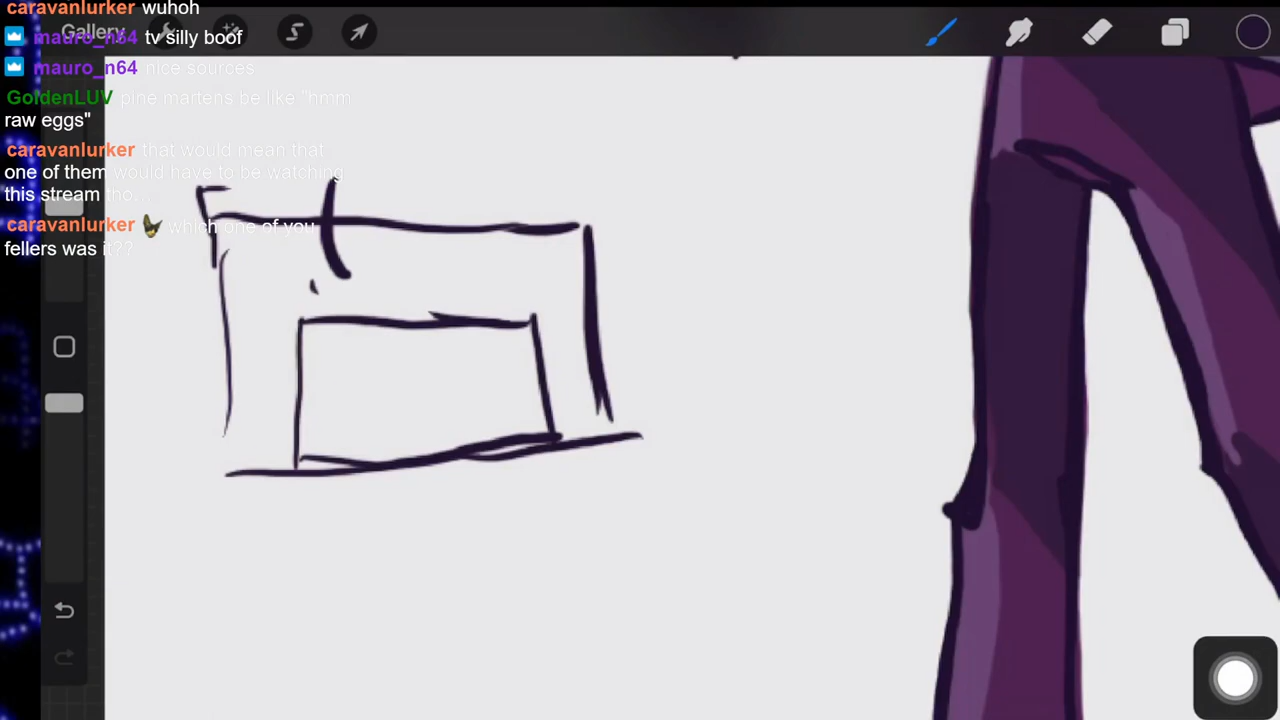 caravanlurker wuhoh
Gallery
mauro_n64 tv silly boof
mauro_n64 nice sources
GoldenLUV pine martens be like "hmm
raw eggs"
caravanlurker that would mean that
one of them would have to be watching
this stream tho...
caravanlurker which one of you
fellers was it??